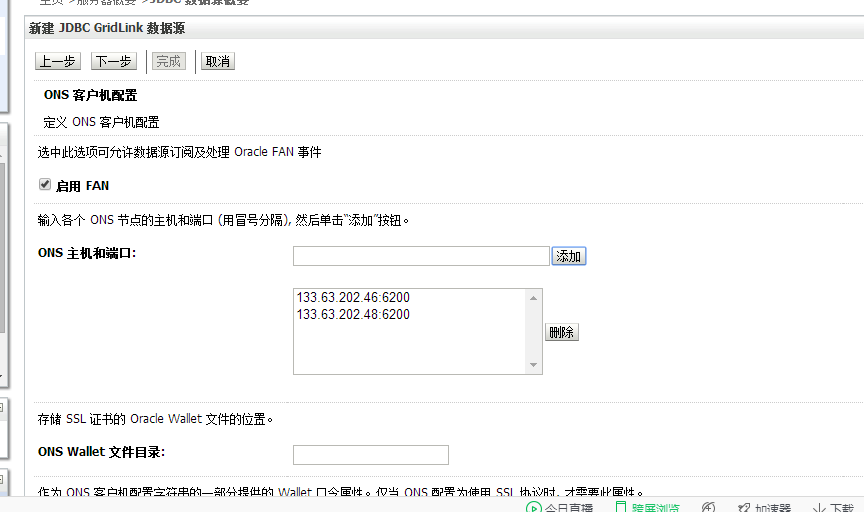 主页 >服务器概要 >JDBC 数据源概要
新建 JDBC GridLink 数据源
上一步 下一步 完成 取消
ONS 客户机配置
定义 ONS 客户机配置
选中此选项可允许数据源订阅及处理 Oracle FAN 事件
启用 FAN
输入各个 ONS 节点的主机和端口 (用冒号分隔), 然后单击“添加”按钮。
ONS 主机和端口: 添加
133.63.202.46:6200
133.63.202.48:6200
删除
存储 SSL 证书的 Oracle Wallet 文件的位置。
ONS Wallet 文件目录:
作为 ONS 客户机配置字符串的一部分提供的 Wallet 口令属性。仅当 ONS 配置为使用 SSL 协议时, 才需要此属性。
今日直播 跨屏浏览 加速器 下载